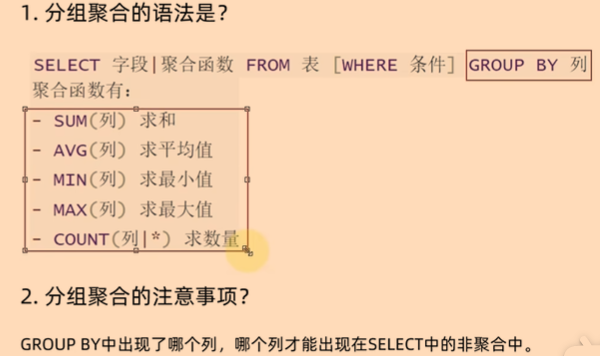 1. 分组聚合的语法是？
SELECT 字段|聚合函数 FROM 表 [WHERE 条件] GROUP BY 列
聚合函数有：
- SUM(列) 求和
- AVG(列) 求平均值
- MIN(列) 求最小值
- MAX(列) 求最大值
- COUNT(列|*) 求数量
2. 分组聚合的注意事项？
GROUP BY中出现了哪个列，哪个列才能出现在SELECT中的非聚合中。